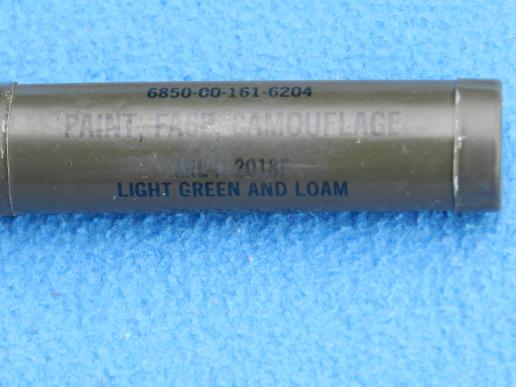 6850-00-161-6204
PAINT, FACE, CAMOUFLAGE
2018F
LIGHT GREEN AND LOAM